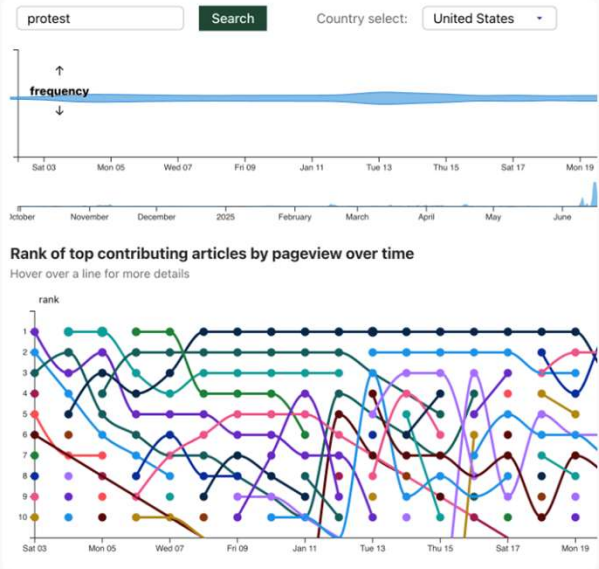 protest Search Country select: United States
↑
frequency
↓
Sat 03 Mon 05 Wed 07 Fri 09 Jan 11 Tue 13 Thu 15 Sat 17 Mon 19
October November December 2025 February March April May June
Rank of top contributing articles by pageview over time
Hover over a line for more details
rank
1
2
3
4
5
6
7
8
9
10
Sat 03 Mon 05 Wed 07 Fri 09 Jan 11 Tue 13 Thu 15 Sat 17 Mon 19